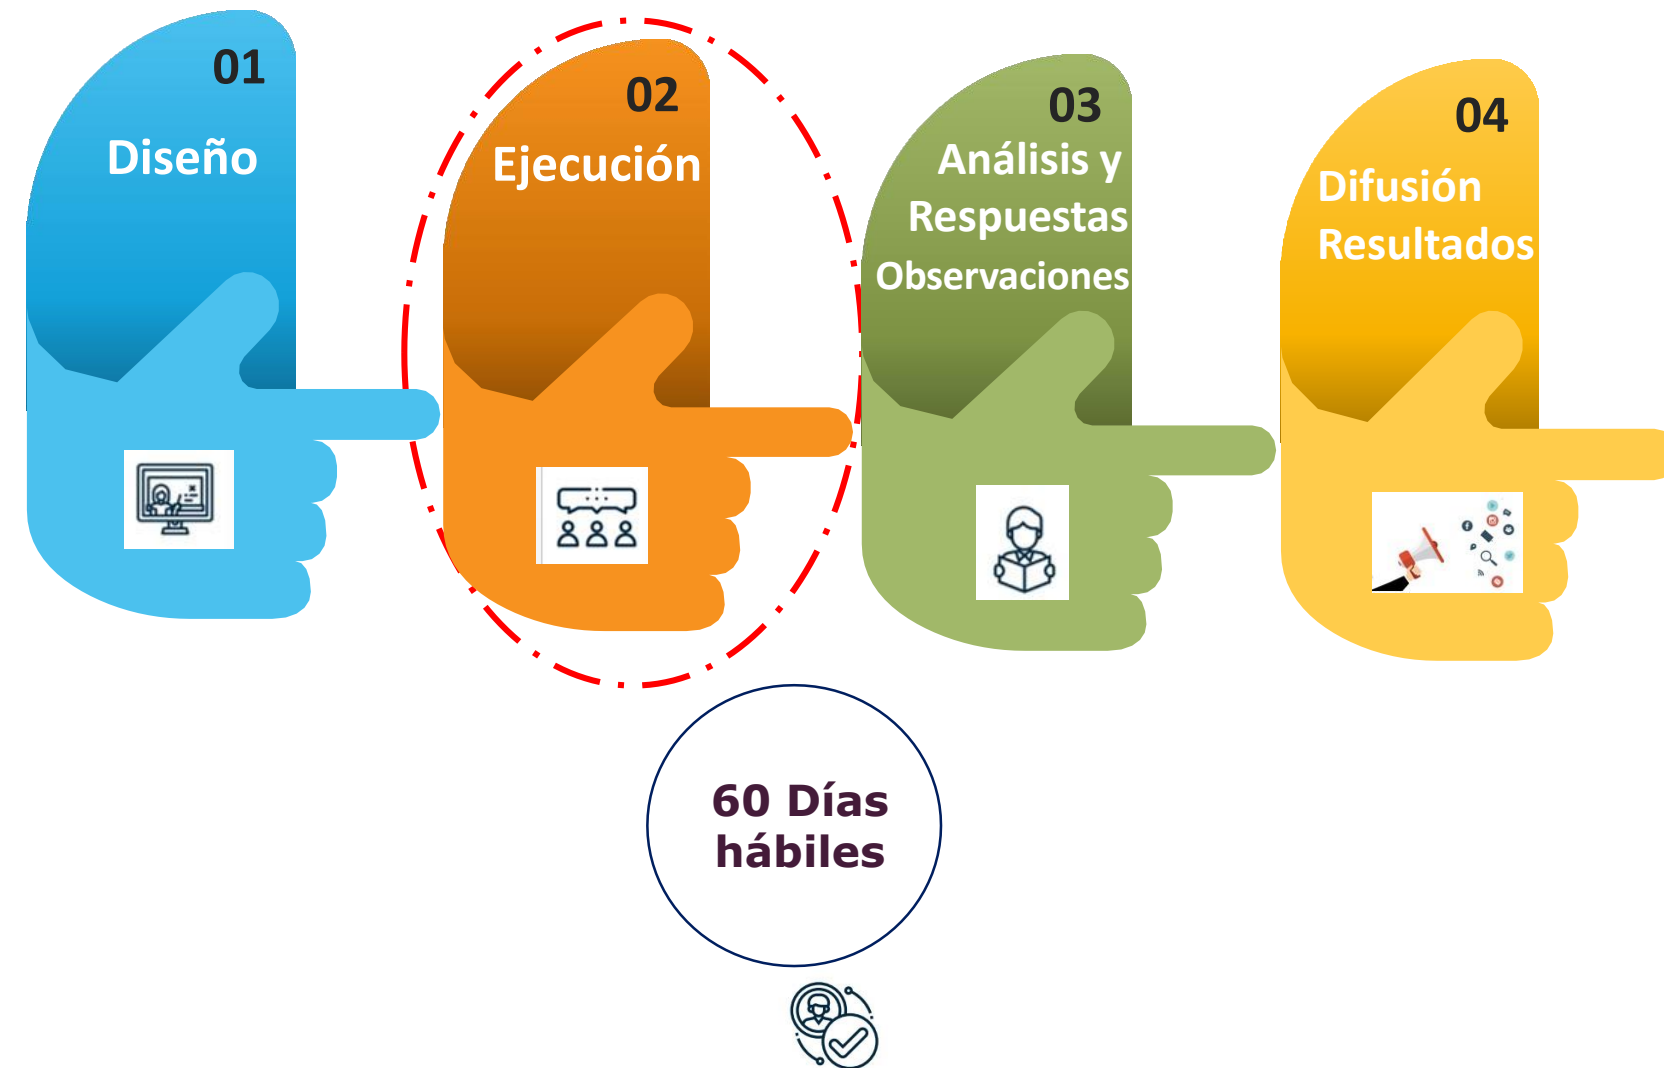 01
Diseño
02
Ejecución
03
Análisis y
Respuestas
Observaciones
04
Difusión
Resultados
60 Días
hábiles